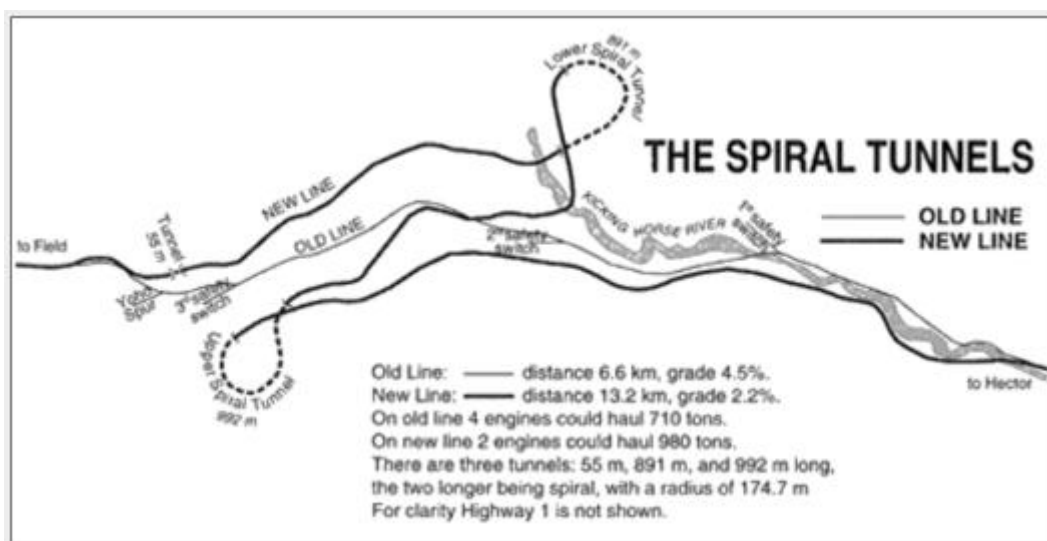 891 m
Lower Spiral Tunnel
THE SPIRAL TUNNELS
NEW LINE
OLD LINE
KICKING HORSE RIVER
1st safety
switch
OLD LINE
NEW LINE
to Field
Tunnel
55 m
2nd safety
switch
Yoho
Spur
3rd safety
switch
Upper Spiral Tunnel
992 m
to Hector
Old Line: distance 6.6 km, grade 4.5%.
New Line: distance 13.2 km, grade 2.2%.
On old line 4 engines could haul 710 tons.
On new line 2 engines could haul 980 tons.
There are three tunnels: 55 m, 891 m, and 992 m long,
the two longer being spiral, with a radius of 174.7 m
For clarity Highway 1 is not shown.